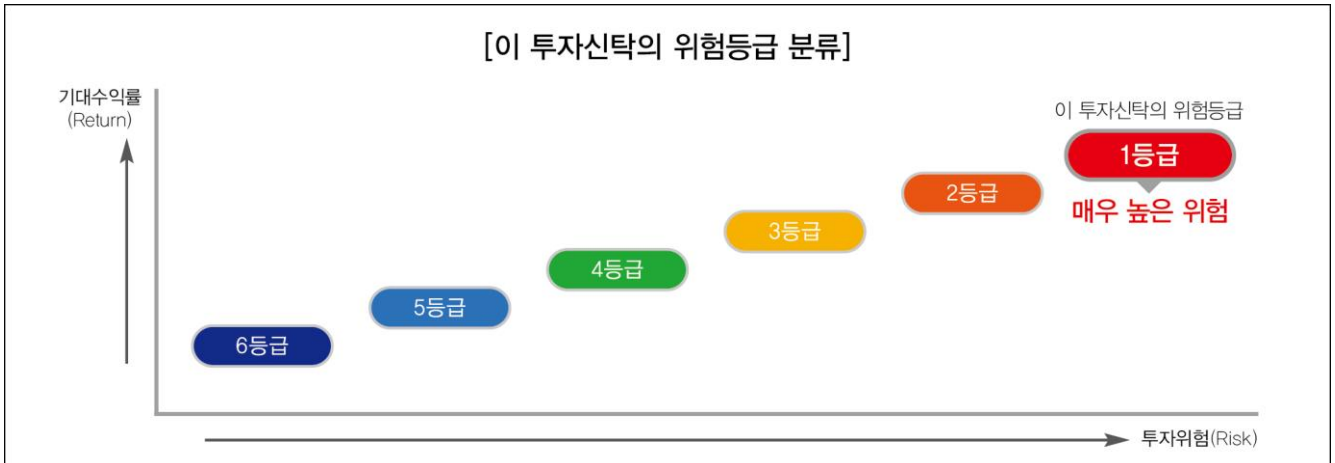 [이 투자신탁의 위험등급 분류]
기대수익률
(Return)
이 투자신탁의 위험등급
1등급
매우 높은 위험
2등급
3등급
4등급
5등급
6등급
투자위험(Risk)